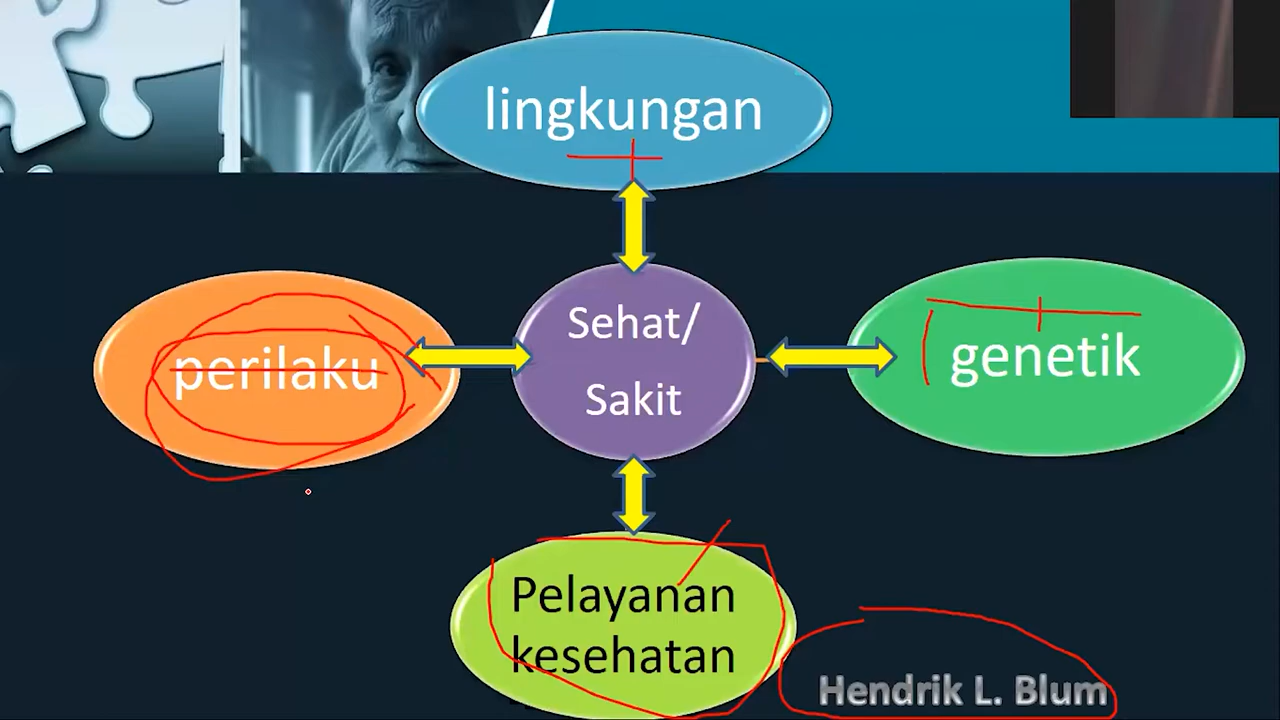 lingkungan
perilaku
Sehat/
Sakit
genetik
Pelayanan
kesehatan
Hendrik L. Blum